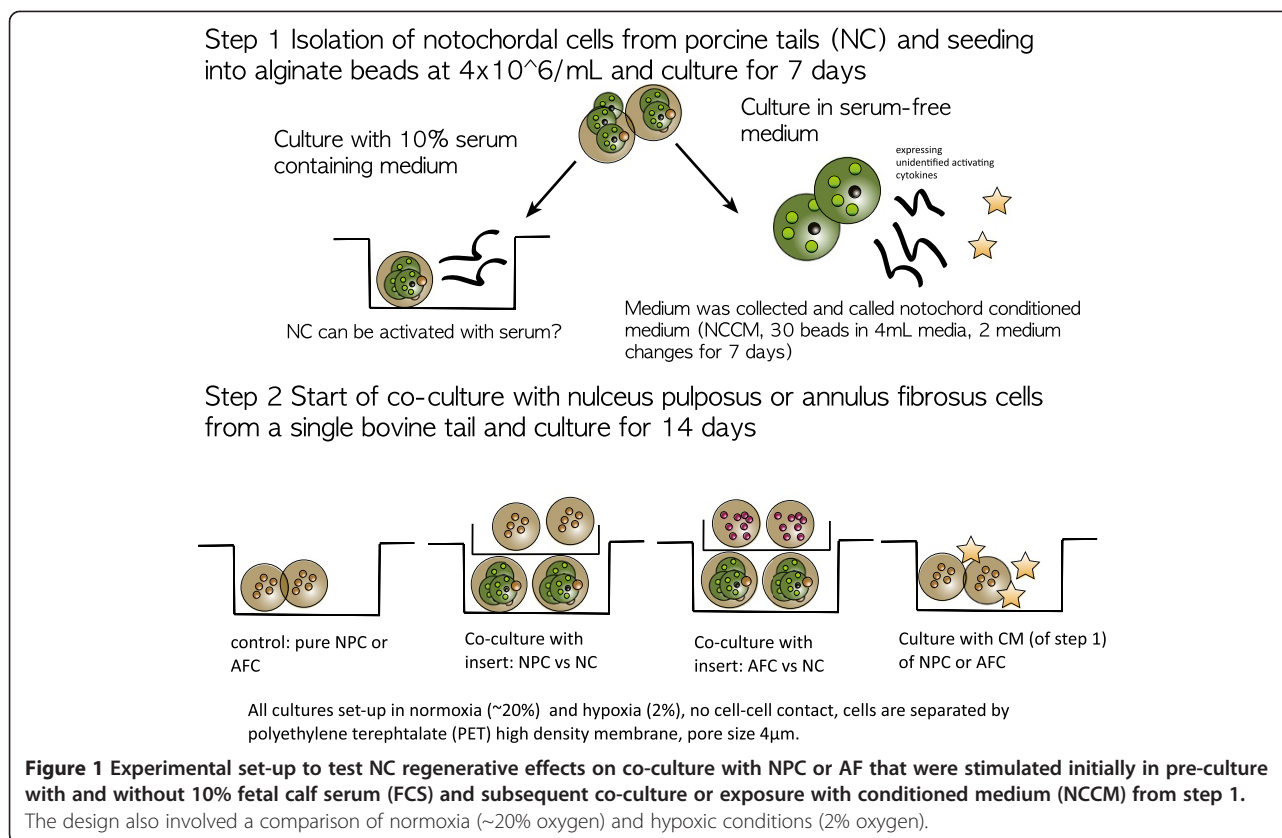 Step 1 Isolation of notochordal cells from porcine tails (NC) and seeding
into alginate beads at 4x10^6/mL and culture for 7 days
Culture with 10% serum
containing medium
Culture in serum-free
medium
expressing
unidentified activating
cytokines
NC can be activated with serum?
Medium was collected and called notochord conditioned
medium (NCCM, 30 beads in 4mL media, 2 medium
changes for 7 days)
Step 2 Start of co-culture with nulceus pulposus or annulus fibrosus cells
from a single bovine tail and culture for 14 days
control: pure NPC or
AFC
Co-culture with
insert: NPC vs NC
Co-culture with
insert: AFC vs NC
Culture with CM (of step 1)
of NPC or AFC
All cultures set-up in normoxia (~20%) and hypoxia (2%), no cell-cell contact, cells are separated by
polyethylene terephtalate (PET) high density membrane, pore size 4µm.
Figure 1 Experimental set-up to test NC regenerative effects on co-culture with NPC or AF that were stimulated initially in pre-culture
with and without 10% fetal calf serum (FCS) and subsequent co-culture or exposure with conditioned medium (NCCM) from step 1.
The design also involved a comparison of normoxia (~20% oxygen) and hypoxic conditions (2% oxygen).